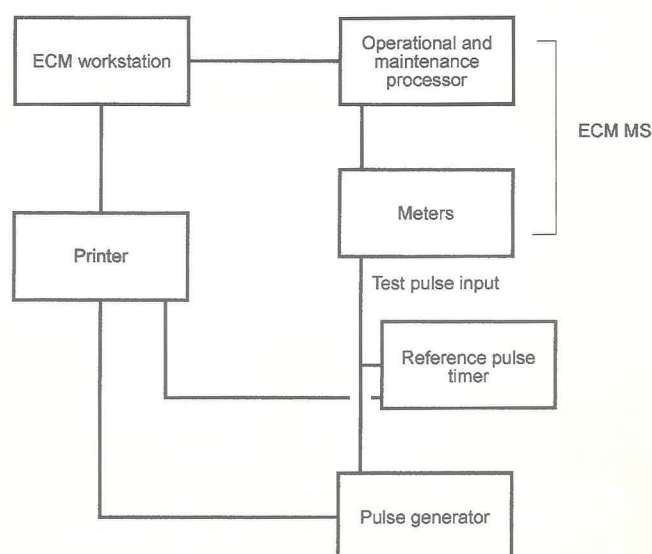 ECM workstation
Operational and
maintenance
processor
ECM MS
Meters
Printer
Test pulse input
Reference pulse
timer
Pulse generator